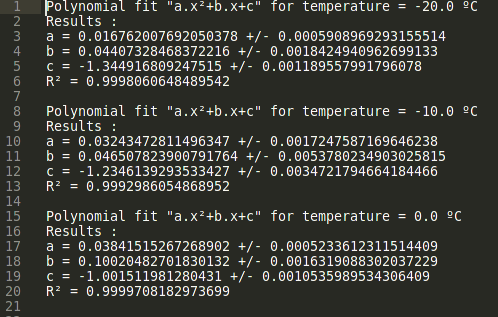 1 Polynomial fit "a.x²+b.x+c" for temperature = -20.0 ºC
2 Results :
3 a = 0.016762007692050378 +/- 0.0005908969293155514
4 b = 0.04407328468372216 +/- 0.0018424940962699133
5 c = -1.344916809247515 +/- 0.001189557991796078
6 R² = 0.9998060648489542
7
8 Polynomial fit "a.x²+b.x+c" for temperature = -10.0 ºC
9 Results :
10 a = 0.03243472811496347 +/- 0.0017247587169646238
11 b = 0.046507823900791764 +/- 0.0053780234903025815
12 c = -1.2346139293533427 +/- 0.0034721794664184466
13 R² = 0.9992986054868952
14
15 Polynomial fit "a.x²+b.x+c" for temperature = 0.0 ºC
16 Results :
17 a = 0.03841515267268902 +/- 0.0005233612311514409
18 b = 0.10020482701830132 +/- 0.0016319088302037229
19 c = -1.001511981280431 +/- 0.0010535989534306409
20 R² = 0.9999708182973699
21